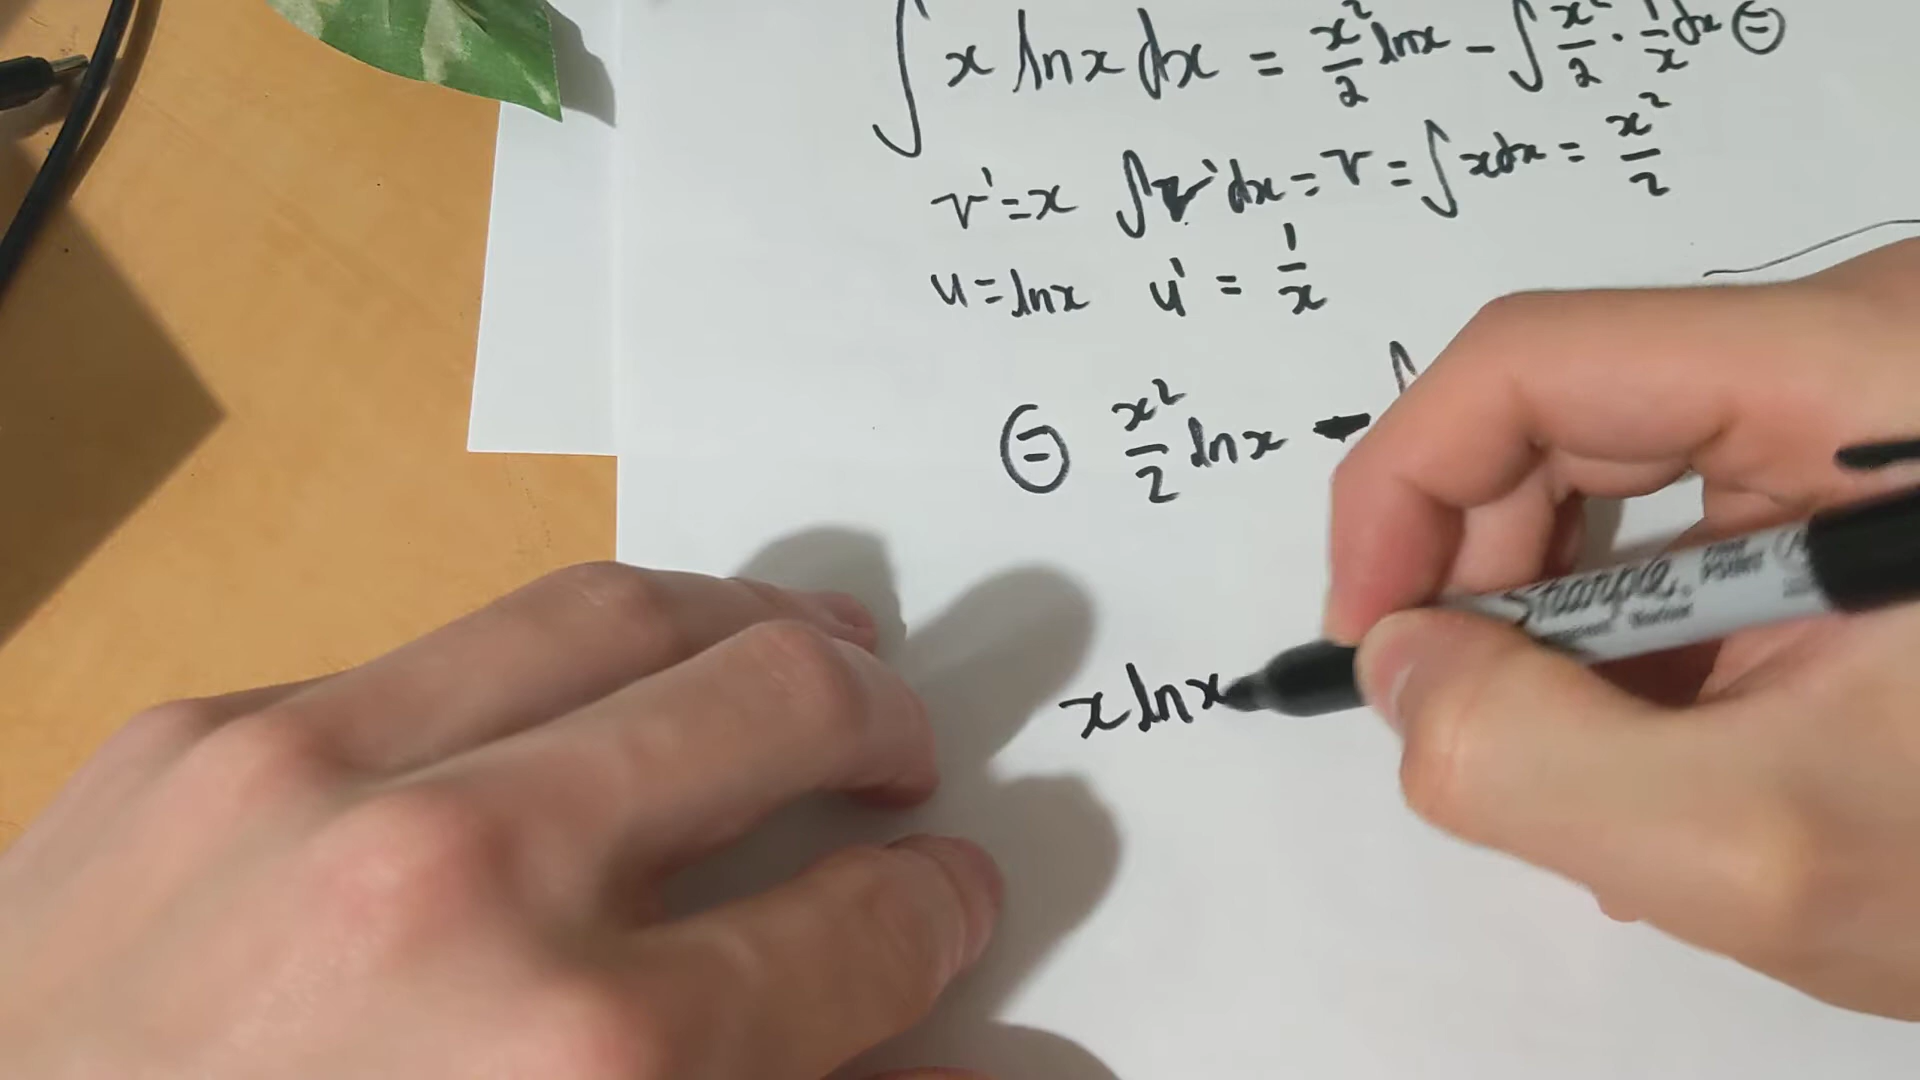 ∫ x ln x dx = x²/2 ln x − ∫ x²/2 · 1/x dx ⊖
v' = x ∫ v' dx = v = ∫ x dx = x²/2
u = ln x u' = 1/x
⊖ x²/2 ln x − ∫
Sharpie
x ln x